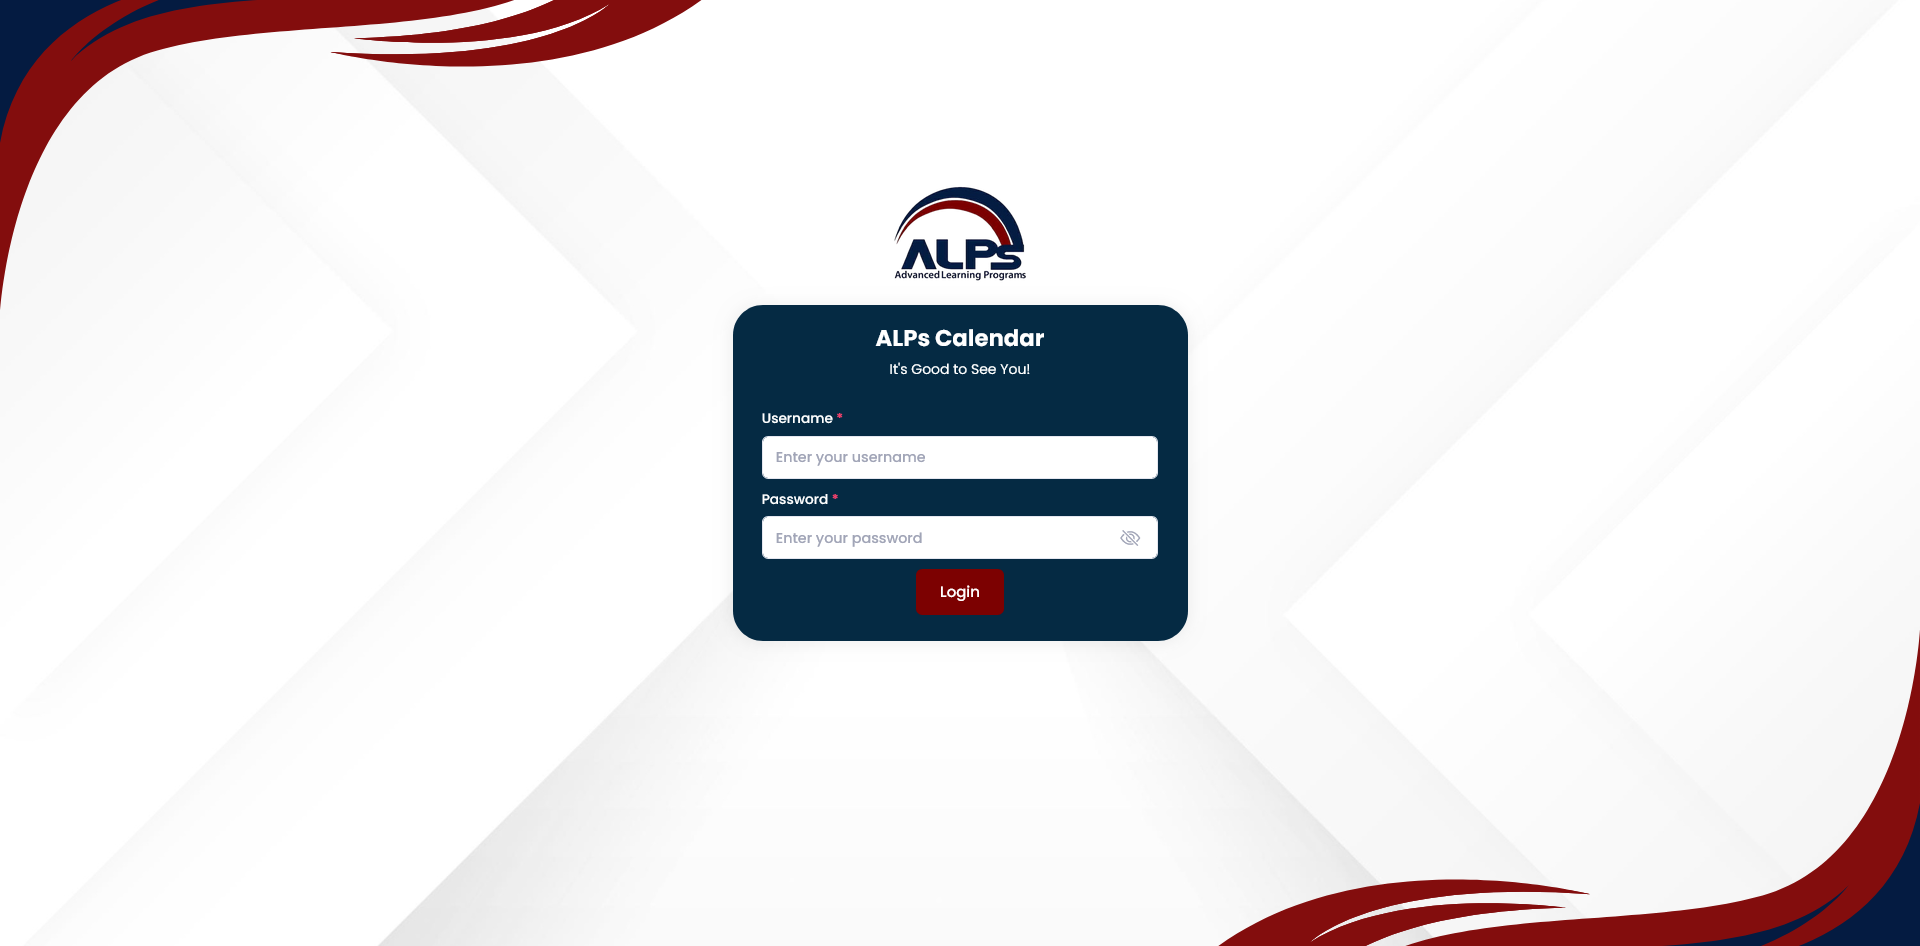 ALPs
Advanced Learning Programs
ALPs Calendar
It's Good to See You!
Username *
Enter your username
Password *
Enter your password
Login